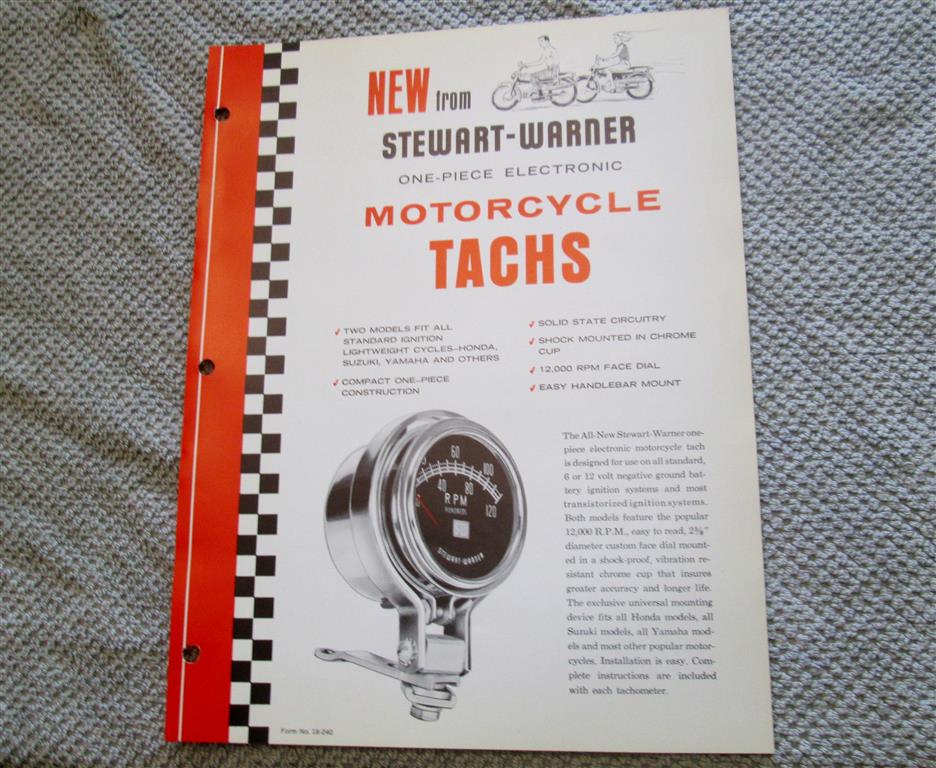 NEW from
STEWART-WARNER
ONE-PIECE ELECTRONIC
MOTORCYCLE
TACHS
TWO MODELS FIT ALL
STANDARD IGNITION
LIGHTWEIGHT CYCLES-HONDA,
SUZUKI, YAMAHA AND OTHERS
COMPACT ONE-PIECE
CONSTRUCTION
SOLID STATE CIRCUITRY
SHOCK MOUNTED IN CHROME
CUP
12,000 RPM FACE DIAL
EASY HANDLEBAR MOUNT
60
100
40
80
120
RPM
HUNDREDS
STEWART-WARNER
The All-New Stewart-Warner one-
piece electronic motorcycle tach
is designed for use on all standard,
6 or 12 volt negative ground bat-
tery ignition systems and most
transistorized ignition systems.
Both models feature the popular
12,000 R.P.M., easy to read, 2⅝"
diameter custom face dial mount-
ed in a shock-proof, vibration re-
sistant chrome cup that insures
greater accuracy and longer life.
The exclusive universal mounting
device fits all Honda models, all
Suzuki models, all Yamaha mod-
els and most other popular motor-
cycles. Installation is easy. Com-
plete instructions are included
with each tachometer.
Form No. 18-240